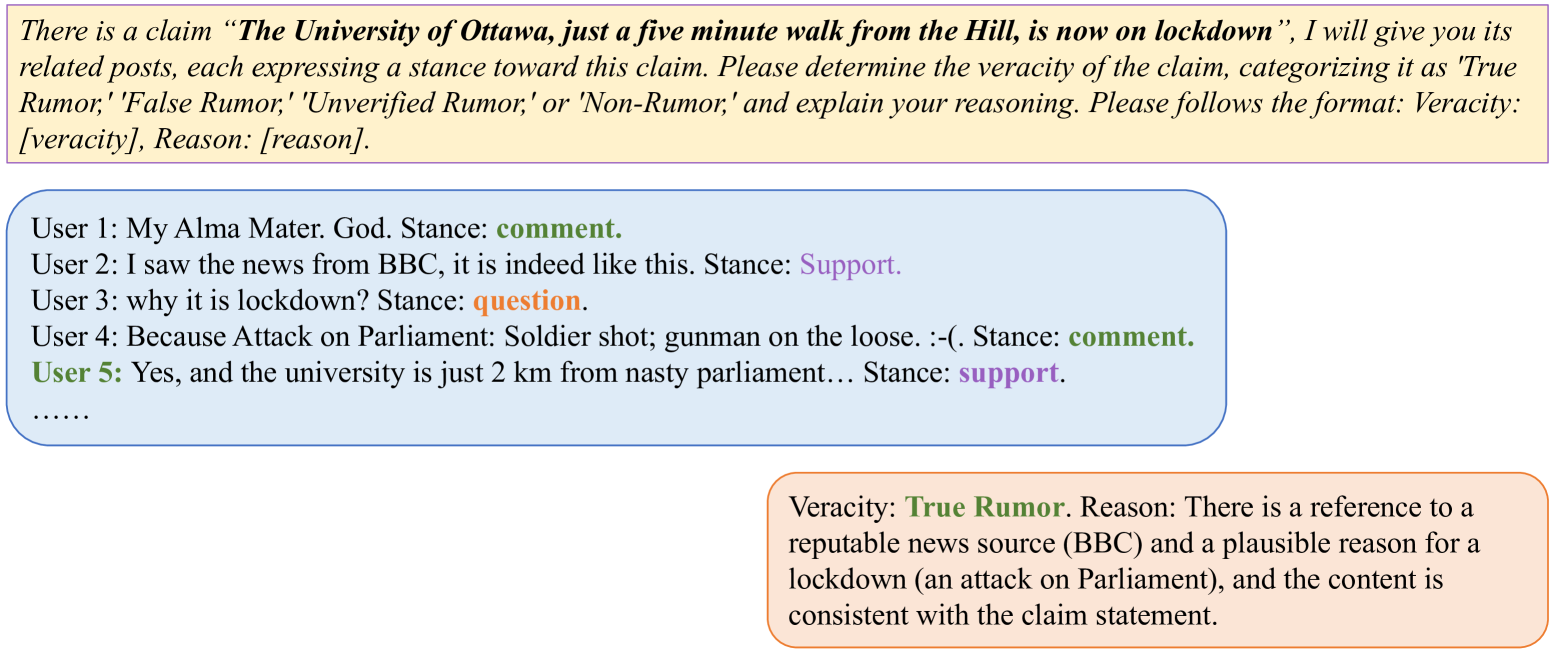 There is a claim “The University of Ottawa, just a five minute walk from the Hill, is now on lockdown”, I will give you its
related posts, each expressing a stance toward this claim. Please determine the veracity of the claim, categorizing it as 'True
Rumor,' 'False Rumor,' 'Unverified Rumor,' or 'Non-Rumor,' and explain your reasoning. Please follows the format: Veracity:
[veracity], Reason: [reason].
User 1: My Alma Mater. God. Stance: comment.
User 2: I saw the news from BBC, it is indeed like this. Stance: Support.
User 3: why it is lockdown? Stance: question.
User 4: Because Attack on Parliament: Soldier shot; gunman on the loose. :-(. Stance: comment.
User 5: Yes, and the university is just 2 km from nasty parliament… Stance: support.
……
Veracity: True Rumor. Reason: There is a reference to a
reputable news source (BBC) and a plausible reason for a
lockdown (an attack on Parliament), and the content is
consistent with the claim statement.